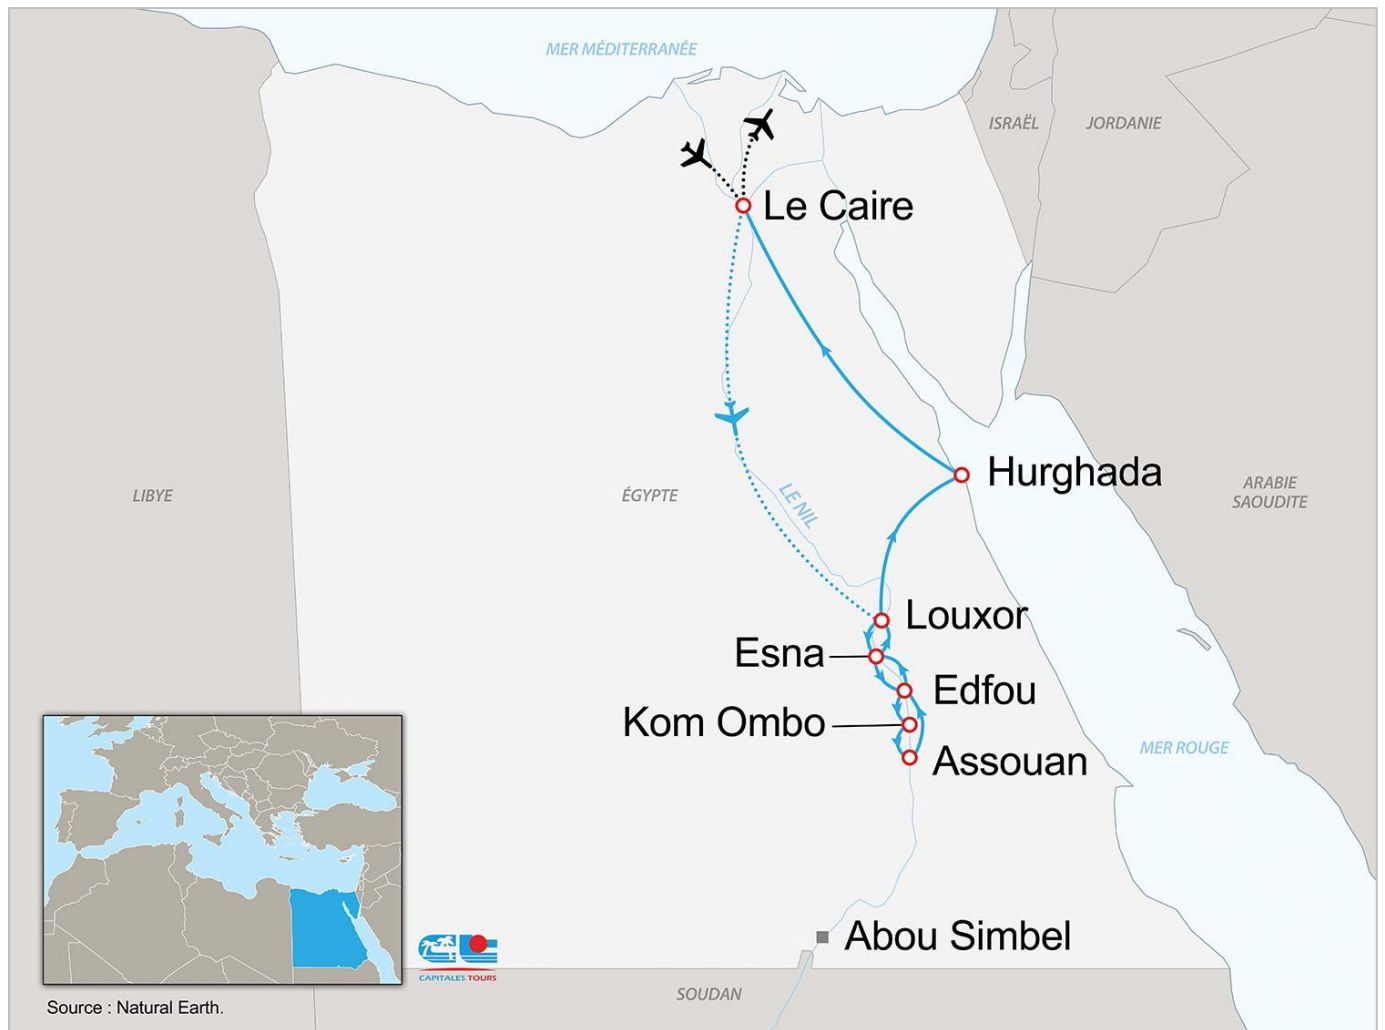 MER MÉDITERRANÉE
ISRAËL
JORDANIE
Le Caire
Hurghada
LIBYE
ÉGYPTE
LE NIL
ARABIE
SAOUDITE
Louxor
Esna
Edfou
Kom Ombo
Assouan
MER ROUGE
Abou Simbel
CAPITALES TOURS
SOUDAN
Source : Natural Earth.